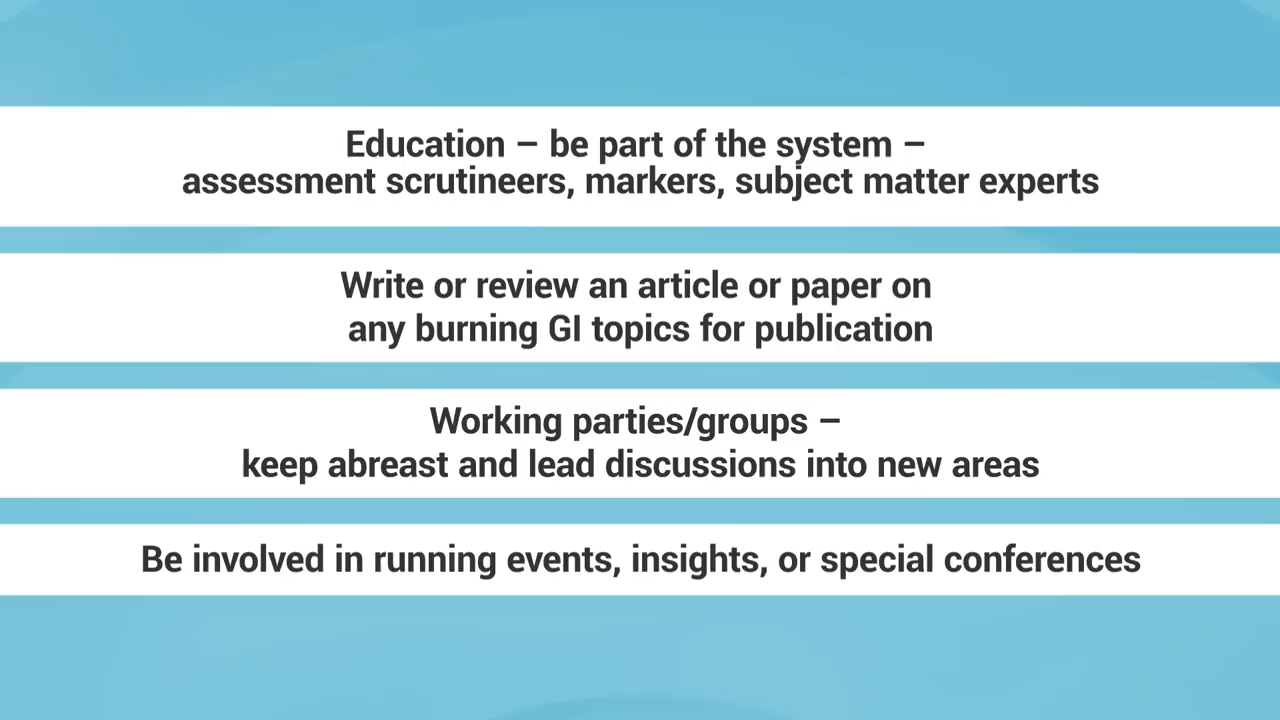 Education – be part of the system –
assessment scrutineers, markers, subject matter experts
Write or review an article or paper on
any burning GI topics for publication
Working parties/groups –
keep abreast and lead discussions into new areas
Be involved in running events, insights, or special conferences